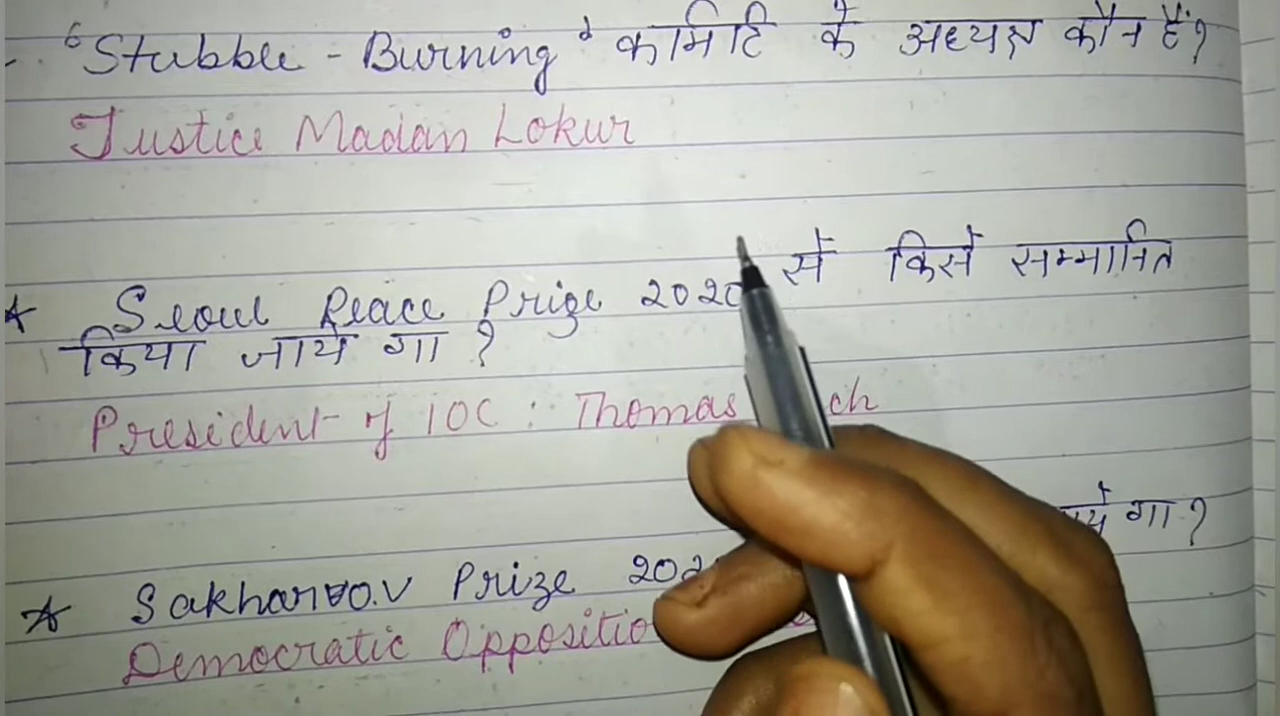 'Stubble - Burning' कमिटि के अध्यक्ष कौन हैं?
Justice Madan Lokur
★ Seoul Peace Prize 2020 से किसे सम्मानित
किया जाये गा ?
President of IOC : Thomas
गा ?
★ Sakharov Prize
Democratic